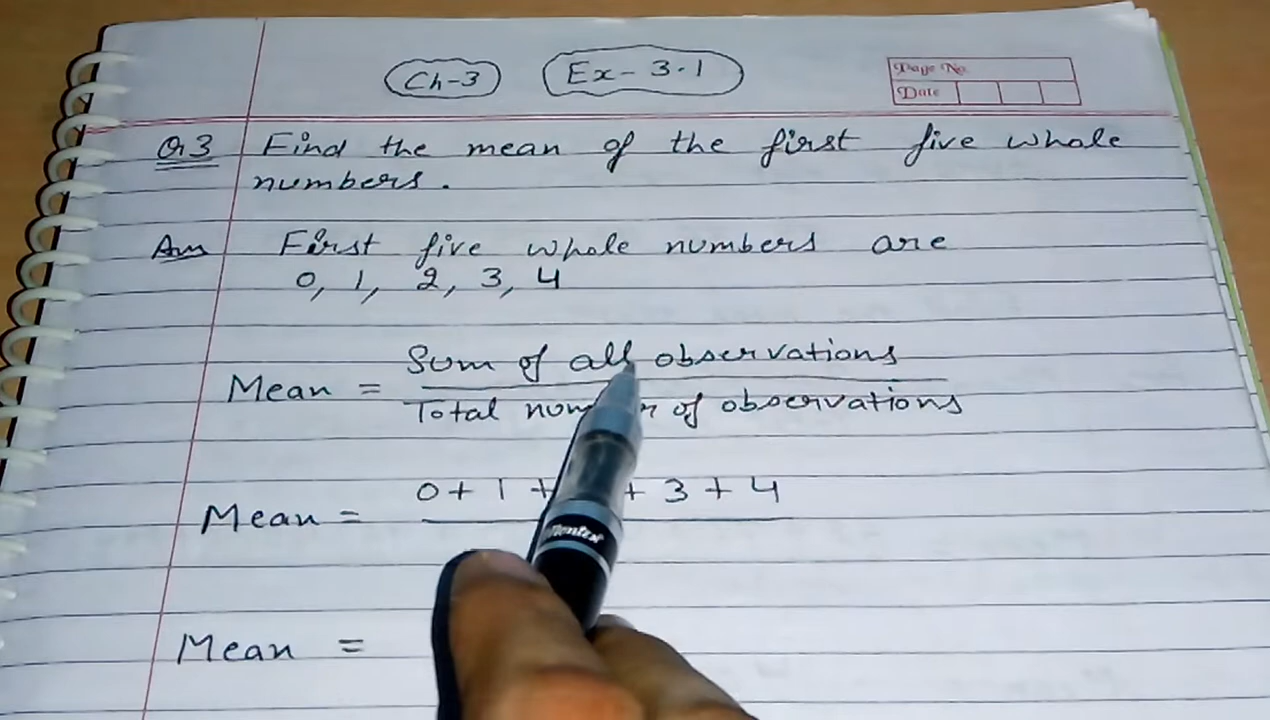 Ch-3 Ex-3.1
Page No.
Date
Q3 Find the mean of the first five whole
numbers.
Ans First five whole numbers are
0, 1, 2, 3, 4
Mean = Sum of all observations
Total of observations
Mean = 0 + 1 + + 3 + 4
Mean =